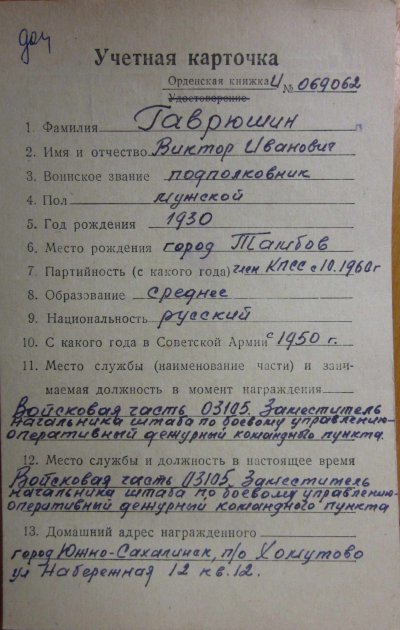 доч
Учетная карточка
Орденская книжка И № 069062
Удостоверение
1. Фамилия Гаврюшин
2. Имя и отчество Виктор Иванович
3. Воинское звание подполковник
4. Пол мужской
5. Год рождения 1930
6. Место рождения город Тамбов
7. Партийность (с какого года) член КПСС с 10.1960г
8. Образование среднее
9. Национальность русский
10. С какого года в Советской Армии с 1950 г.
11. Место службы (наименование части) и зани-
маемая должность в момент награждения
Войсковая часть 03105. Заместитель
начальника штаба по боевому управлению-
оперативный дежурный командного пункта.
12. Место службы и должность в настоящее время
Войсковая часть 03105. Заместитель
начальника штаба по боевому управлению-
оперативный дежурный командного пункта
13. Домашний адрес награжденного
город Южно-Сахалинск, п/о Хомутово
ул Набережная 12 кв. 12.